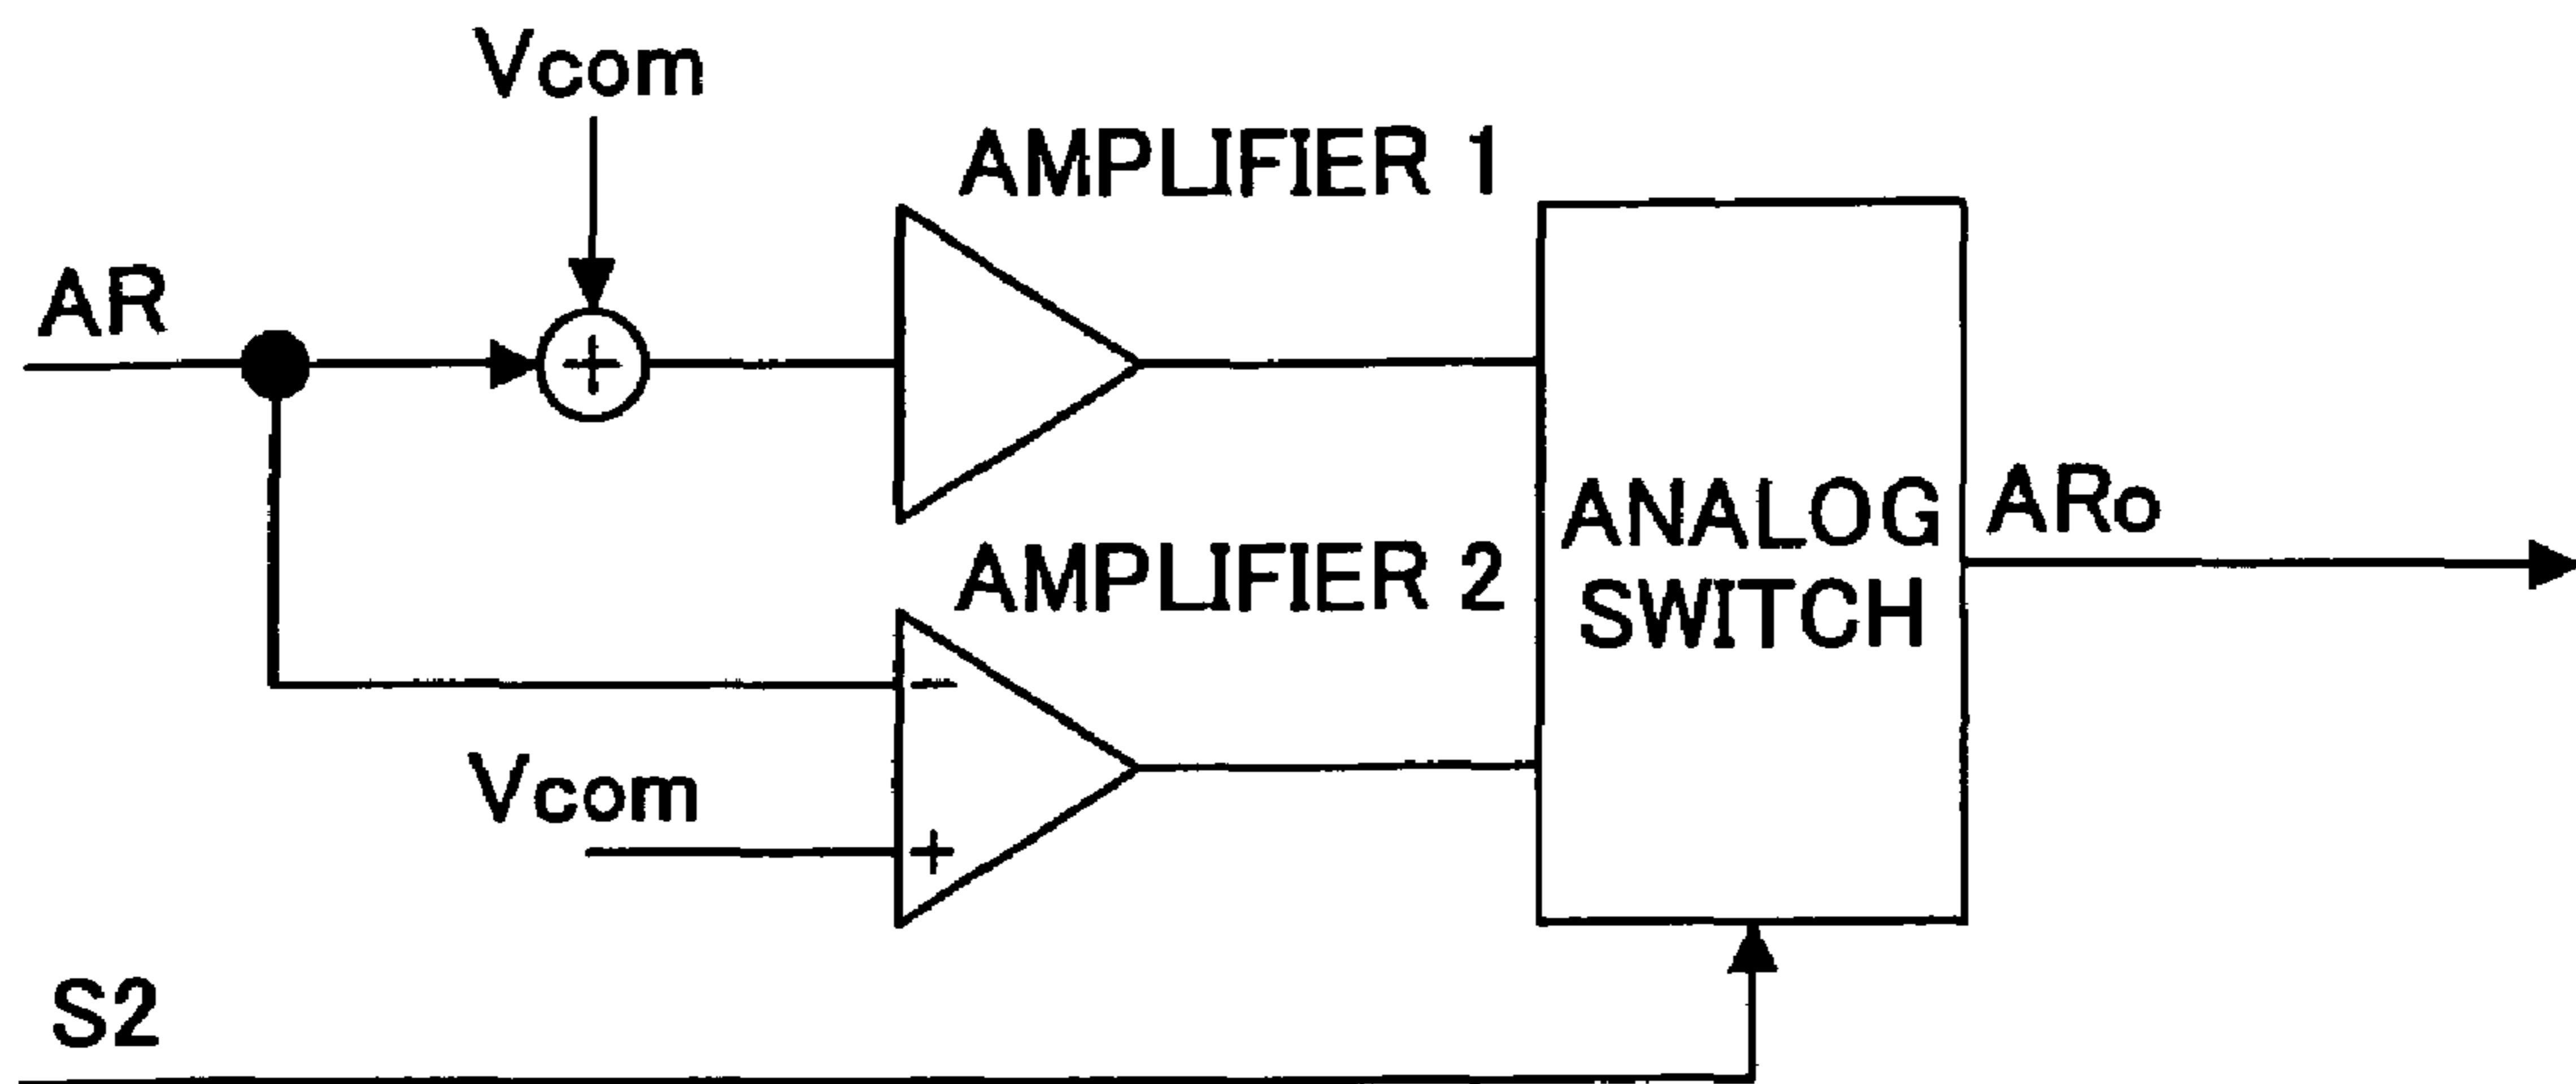 Vcom
AMPLIFIER 1
AR
+
ANALOG
SWITCH
ARo
AMPLIFIER 2
-
Vcom
+
S2